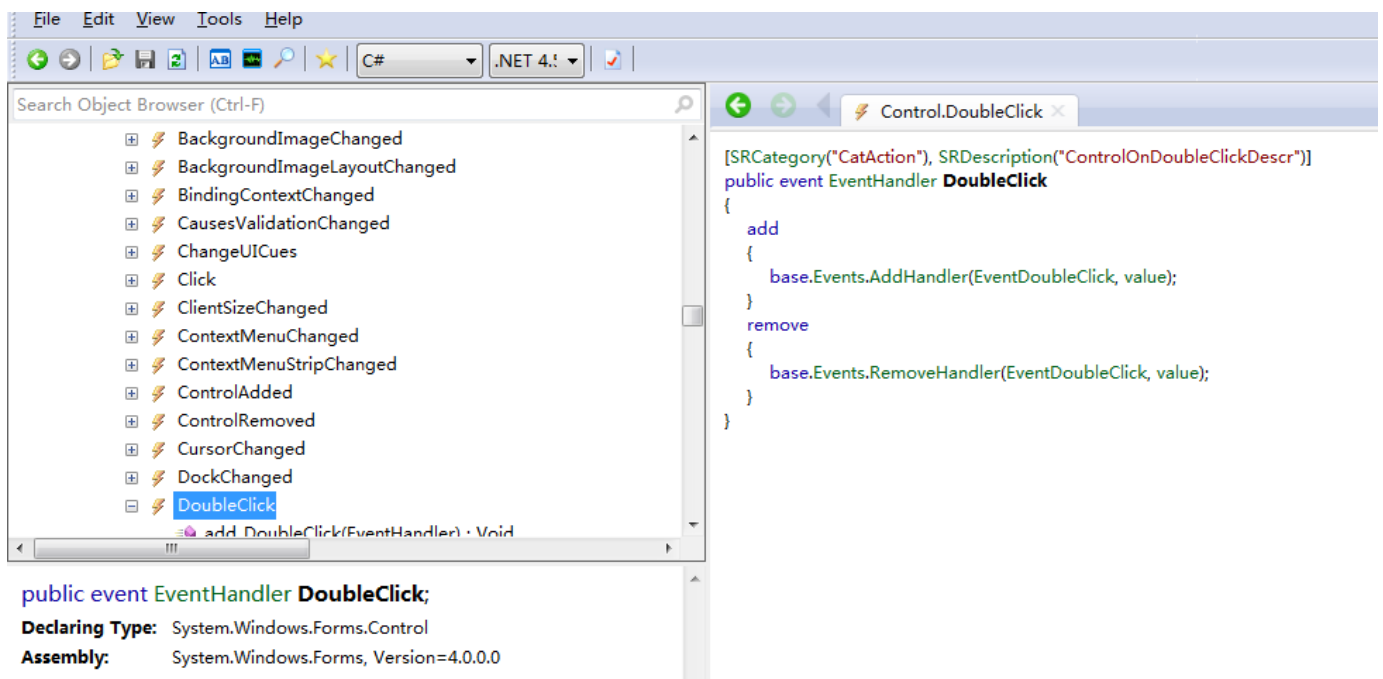 File Edit View Tools Help
C# .NET 4.!
Search Object Browser (Ctrl-F)
BackgroundImageChanged
BackgroundImageLayoutChanged
BindingContextChanged
CausesValidationChanged
ChangeUICues
Click
ClientSizeChanged
ContextMenuChanged
ContextMenuStripChanged
ControlAdded
ControlRemoved
CursorChanged
DockChanged
DoubleClick
add_DoubleClick(EventHandler) : Void
public event EventHandler DoubleClick;
Declaring Type: System.Windows.Forms.Control
Assembly: System.Windows.Forms, Version=4.0.0.0
Control.DoubleClick
[SRCategory("CatAction"), SRDescription("ControlOnDoubleClickDescr")]
public event EventHandler DoubleClick
{
add
{
base.Events.AddHandler(EventDoubleClick, value);
}
remove
{
base.Events.RemoveHandler(EventDoubleClick, value);
}
}